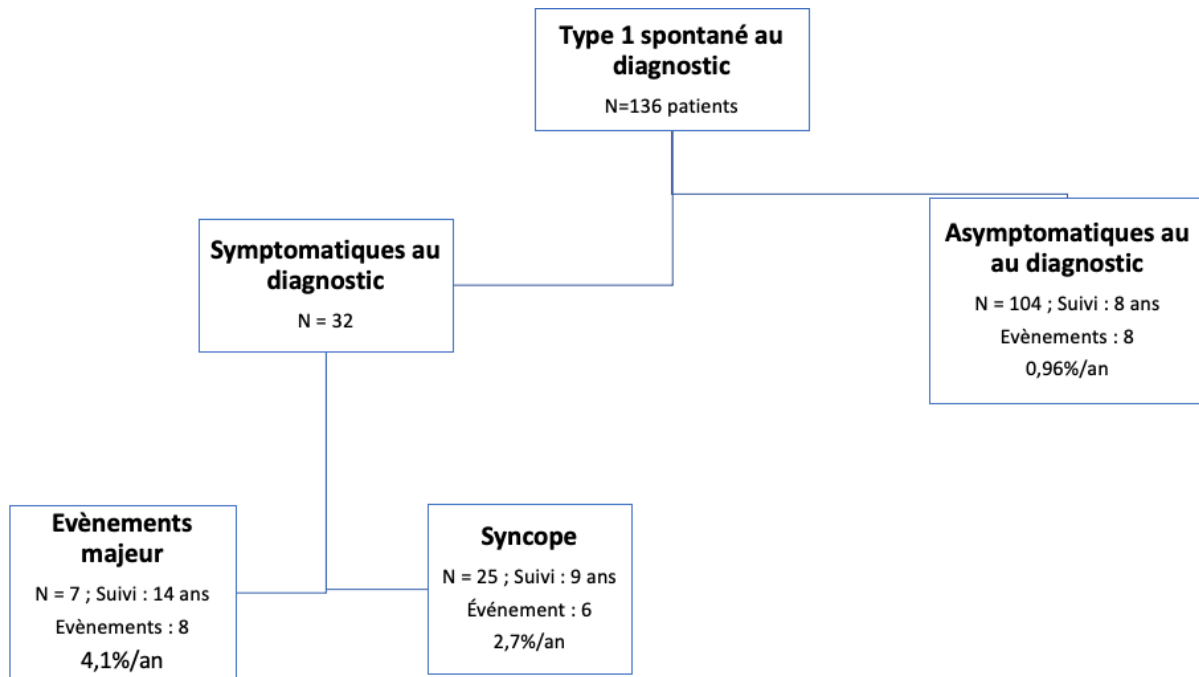 Type 1 spontané au
diagnostic
N=136 patients
Symptomatiques au
diagnostic
N = 32
Asymptomatiques au
au diagnostic
N = 104 ; Suivi : 8 ans
Evènements : 8
0,96%/an
Evènements
majeur
N = 7 ; Suivi : 14 ans
Evènements : 8
4,1%/an
Syncope
N = 25 ; Suivi : 9 ans
Événement : 6
2,7%/an